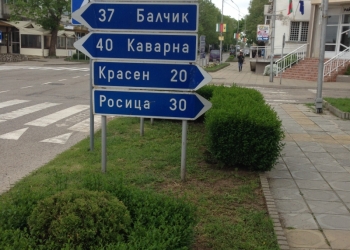 37 Балчик
40 Каварна
Красен 20
Росица 30